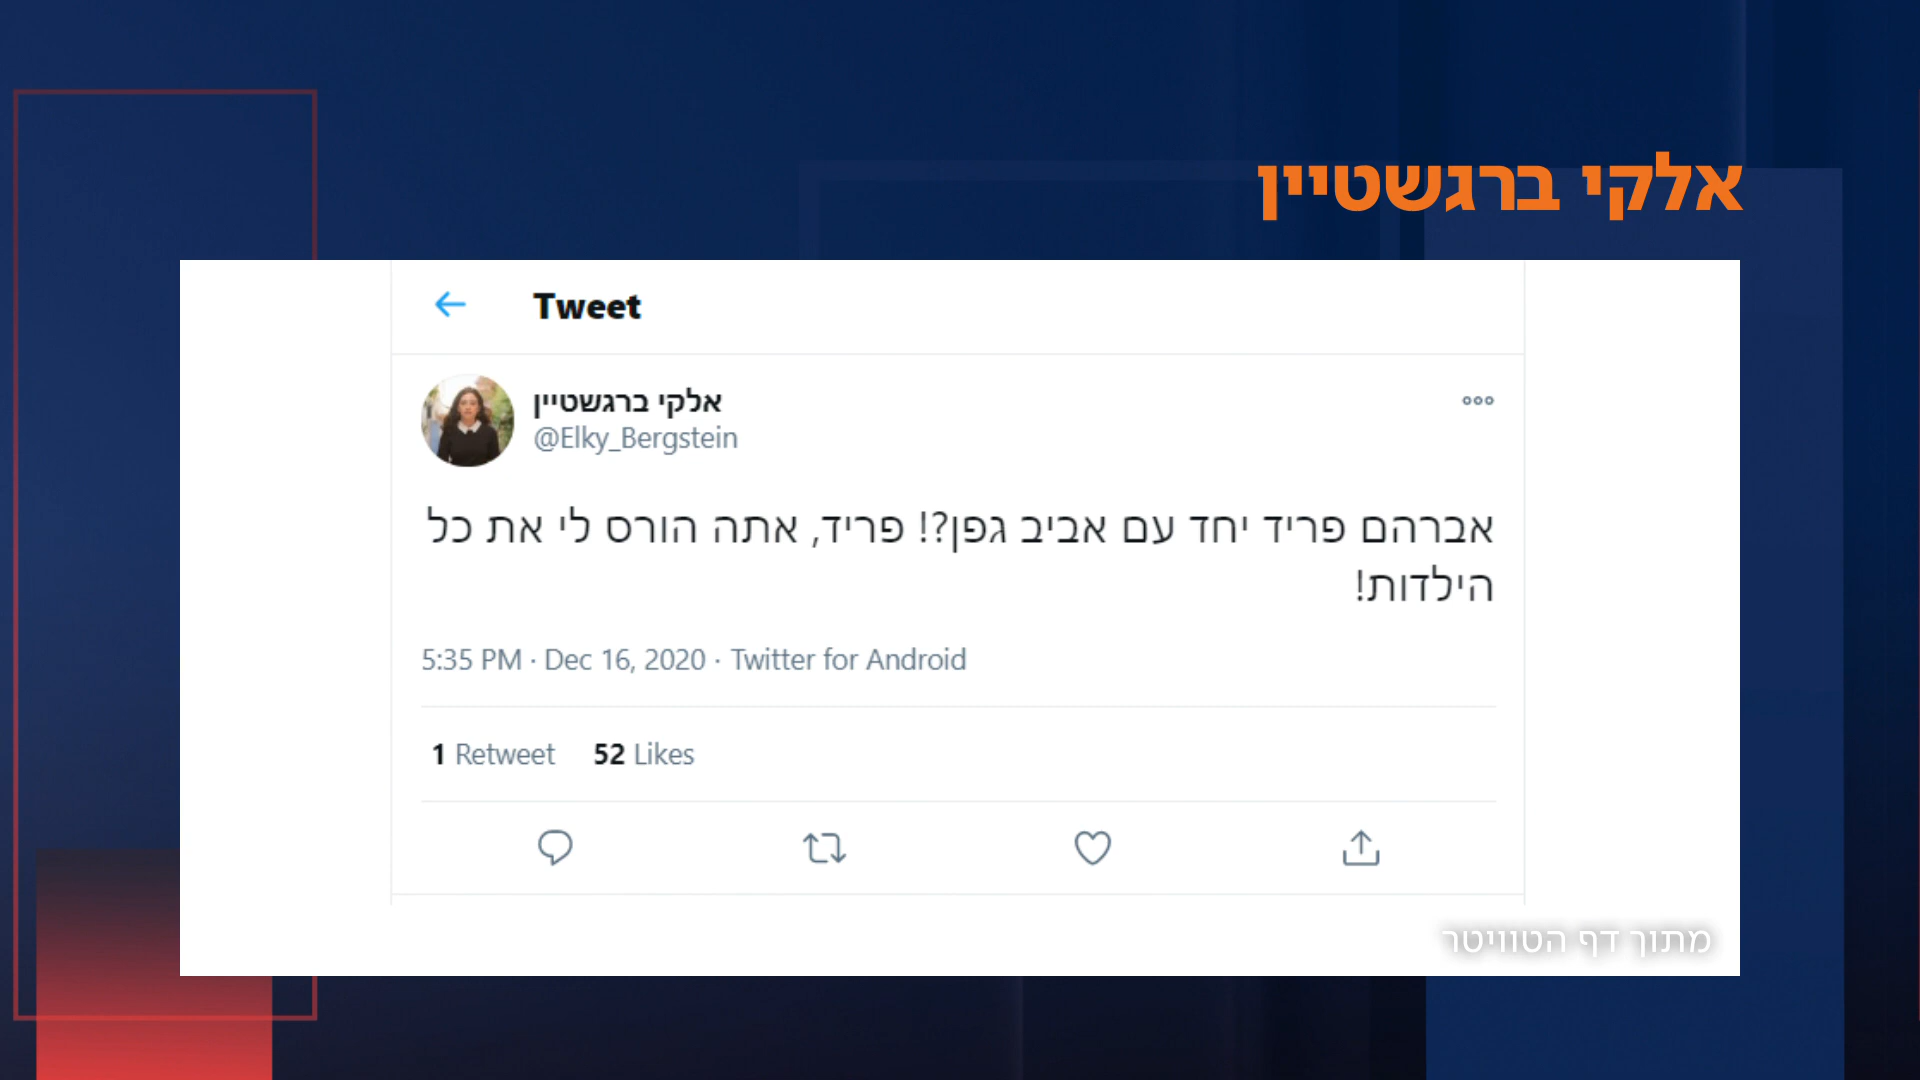 אלקי ברגשטיין
Tweet
אלקי ברגשטיין
@Elky_Bergstein
אברהם פריד יחד עם אביב גפן?! פריד, אתה הורס לי את כל
הילדות!
5:35 PM · Dec 16, 2020 · Twitter for Android
1 Retweet 52 Likes
מתוך דף הטוויטר